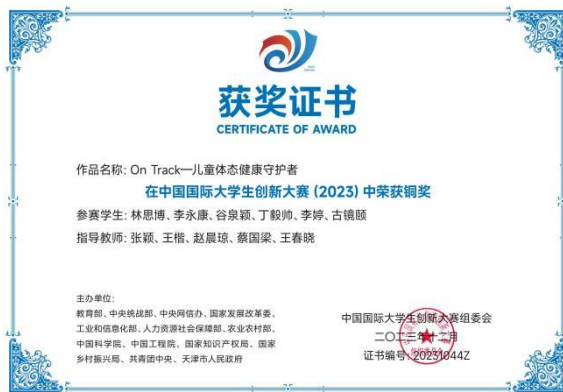 获奖证书
CERTIFICATE OF AWARD
作品名称: On Track—儿童体态健康守护者
在中国国际大学生创新大赛 (2023) 中荣获铜奖
参赛学生: 林思博、李永康、谷泉颖、丁毅帅、李婷、古镜颐
指导教师: 张颖、王楷、赵晨琼、蔡国梁、王春晓
主办单位:
教育部、中央统战部、中央网信办、国家发展改革委、
工业和信息化部、人力资源社会保障部、农业农村部、
中国科学院、中国工程院、国家知识产权局、国家
乡村振兴局、共青团中央、天津市人民政府
中国国际大学生创新大赛组委会
二〇二三年十二月
证书编号: 20231044Z